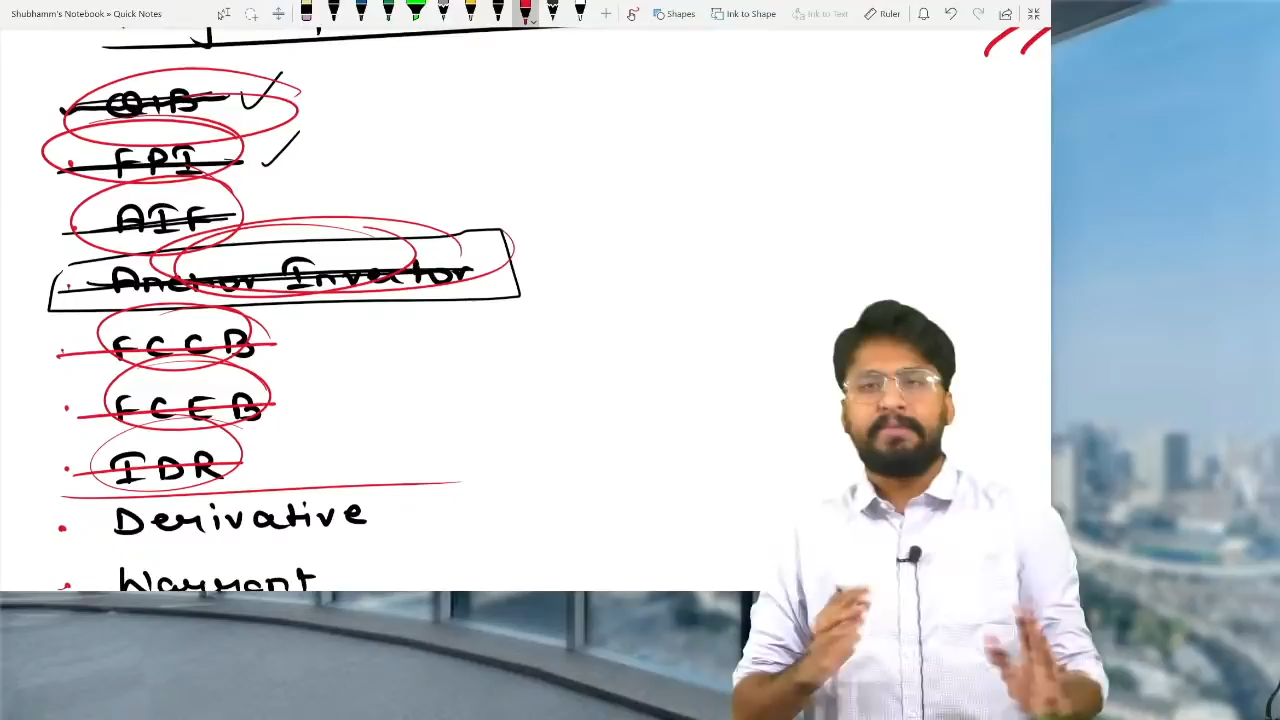 Shubhamm's Notebook » Quick Notes
Shapes
Ink to Shape
Ink to Text
Ruler
QIB
FPI
AIF
Anchor Investor
FCCB
FCEB
IDR
Derivative
Warrant